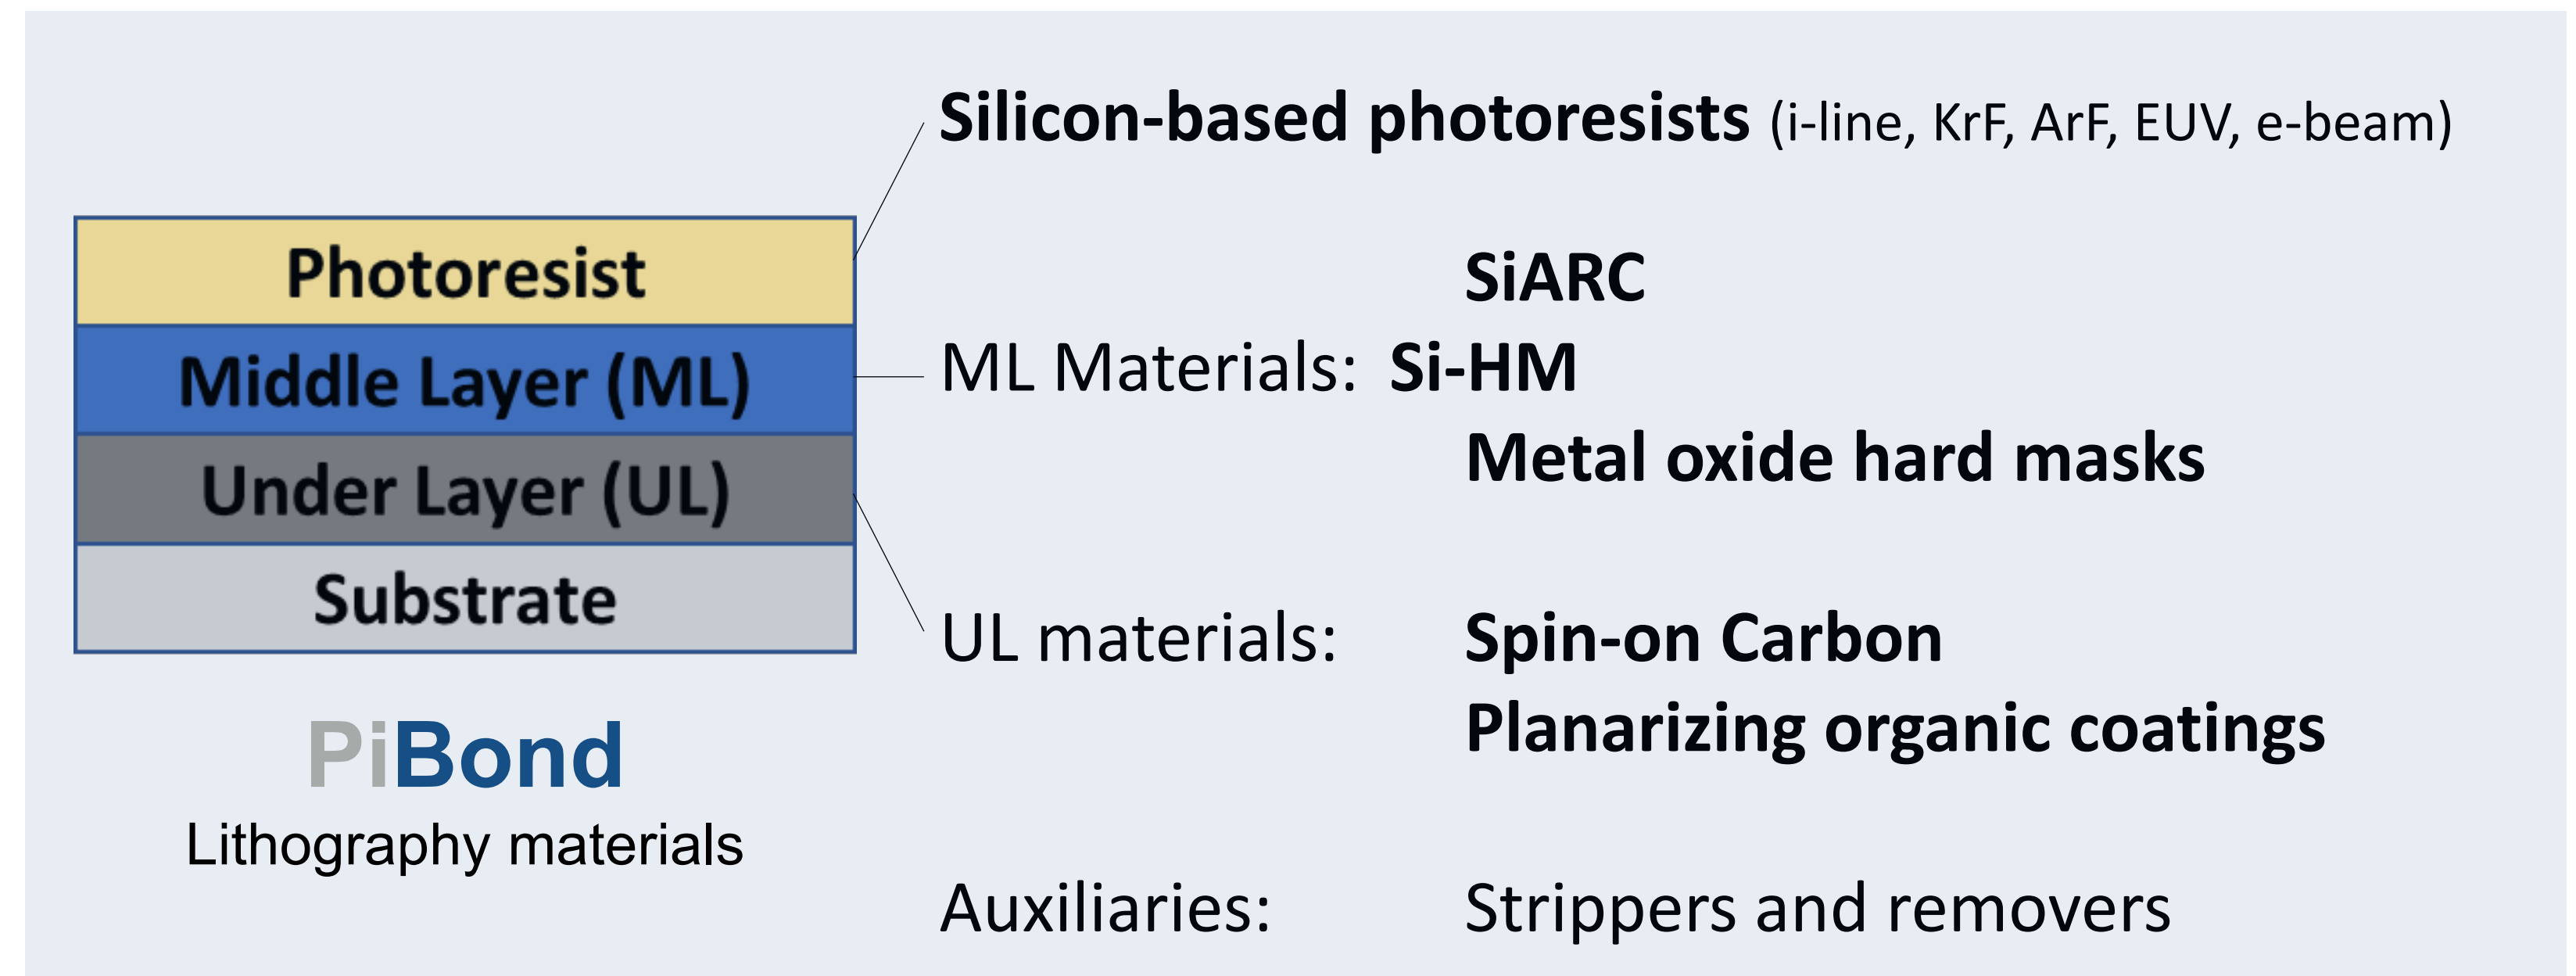 Silicon-based photoresists (i-line, KrF, ArF, EUV, e-beam)
Photoresist
Middle Layer (ML)
Under Layer (UL)
Substrate
SiARC
ML Materials: Si-HM
Metal oxide hard masks
UL materials: Spin-on Carbon
Planarizing organic coatings
PiBond
Lithography materials
Auxiliaries: Strippers and removers